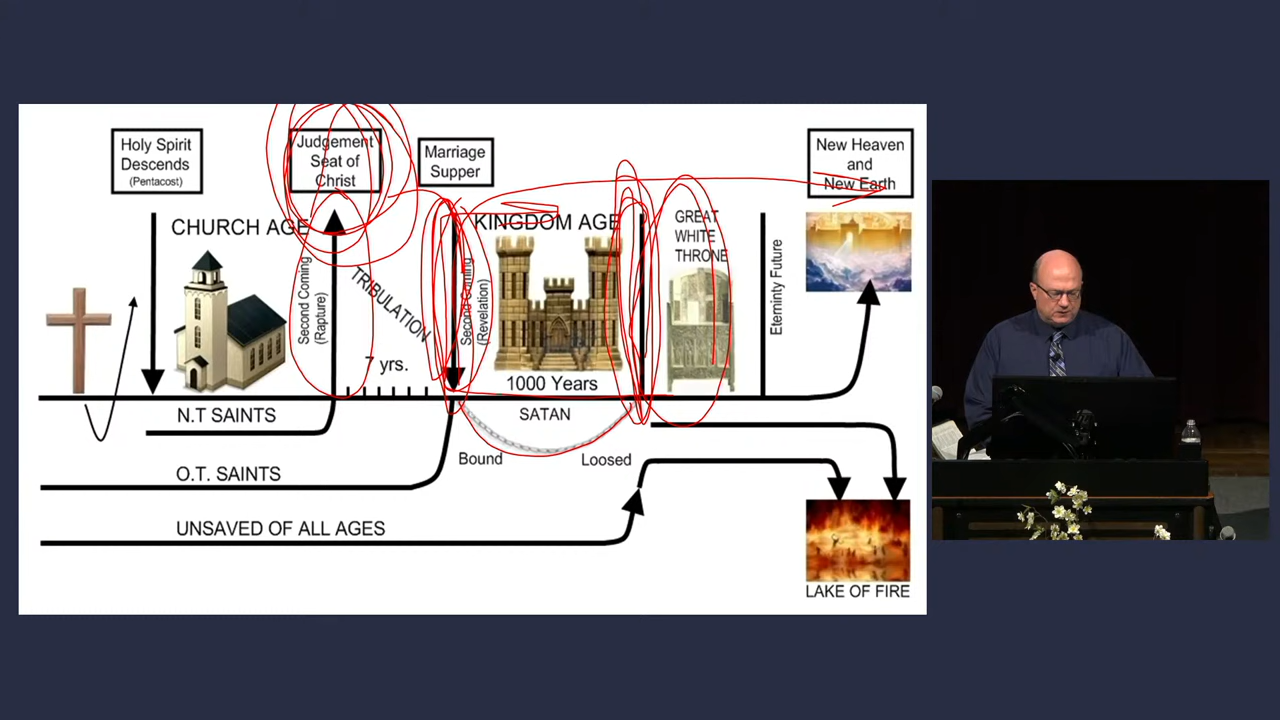 Holy Spirit
Descends
(Pentacost)
Judgement
Seat of
Christ
Marriage
Supper
New Heaven
and
New Earth
CHURCH AGE
KINGDOM AGE
GREAT
WHITE
THRONE
Second Coming
(Rapture)
TRIBULATION
7 yrs.
Second Coming
(Revelation)
1000 Years
Eterninty Future
N.T SAINTS
SATAN
Bound
Loosed
O.T. SAINTS
UNSAVED OF ALL AGES
LAKE OF FIRE